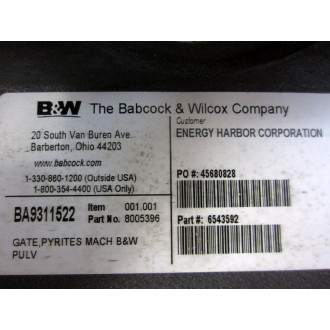 B&W The Babcock & Wilcox Company
20 South Van Buren Ave.
Barberton, Ohio 44203
www.babcock.com
1-330-860-1200 (Outside USA)
1-800-354-4400 (USA Only)
BA9311522
Item 001.001
Part No. 8005396
GATE,PYRITES MACH B&W
PULV
Customer
ENERGY HARBOR CORPORATION
PO #: 45680828
Part #: 6543592